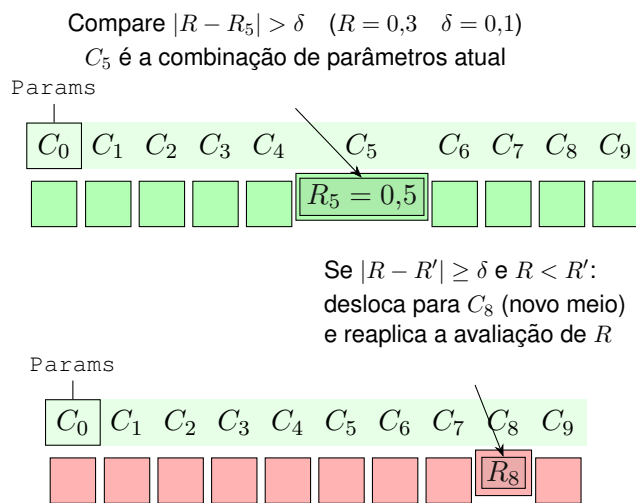 Compare |R − R₅| > δ (R = 0,3 δ = 0,1)
C₅ é a combinação de parâmetros atual
Params
C₀ C₁ C₂ C₃ C₄ C₅ C₆ C₇ C₈ C₉
R₅ = 0,5
Se |R − R′| ≥ δ e R < R′:
desloca para C₈ (novo meio)
e reaplica a avaliação de R
Params
C₀ C₁ C₂ C₃ C₄ C₅ C₆ C₇ C₈ C₉
R₈